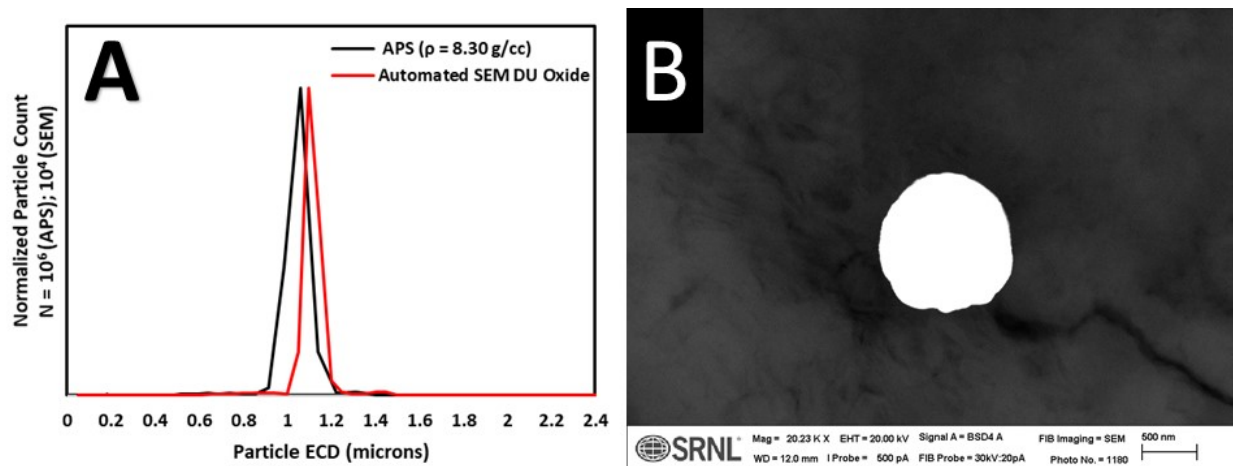 A
APS (ρ = 8.30 g/cc)
Automated SEM DU Oxide
Normalized Particle Count
N = 10⁶ (APS); 10⁴ (SEM)
0 0.2 0.4 0.6 0.8 1 1.2 1.4 1.6 1.8 2 2.2 2.4
Particle ECD (microns)
B
SRNL
Mag = 20.23 K X EHT = 20.00 kV Signal A = BSD4 A FIB Imaging = SEM 500 nm
WD = 12.0 mm I Probe = 500 pA FIB Probe = 30kV:20pA Photo No. = 1180